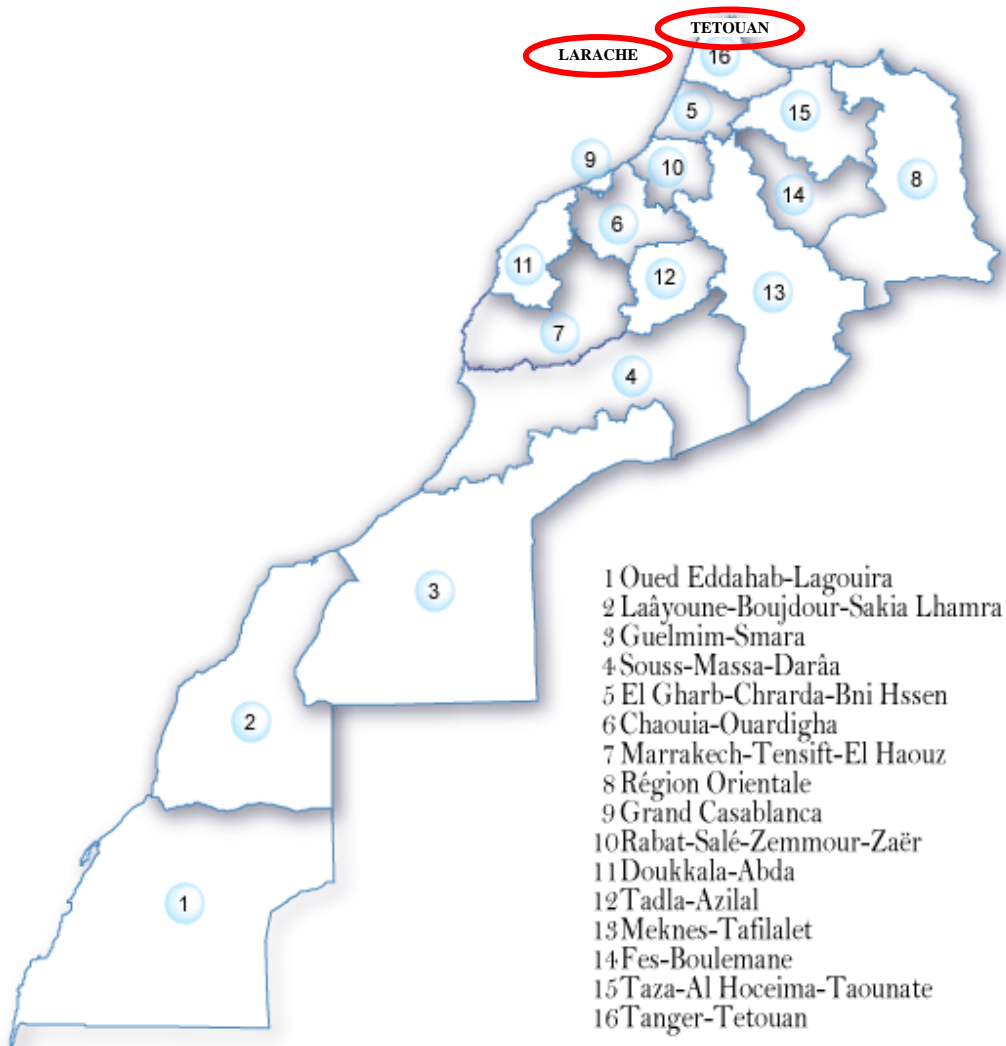 TETOUAN
LARACHE
16
5
15
9
10
8
14
6
11
12
13
7
4
3
2
1
1 Oued Eddahab-Lagouira
2 Laâyoune-Boujdour-Sakia Lhamra
3 Guelmim-Smara
4 Souss-Massa-Darâa
5 El Gharb-Chrarda-Bni Hssen
6 Chaouia-Ouardigha
7 Marrakech-Tensift-El Haouz
8 Région Orientale
9 Grand Casablanca
10 Rabat-Salé-Zemmour-Zaër
11 Doukkala-Abda
12 Tadla-Azilal
13 Meknes-Tafilalet
14 Fes-Boulemane
15 Taza-Al Hoceima-Taounate
16 Tanger-Tetouan